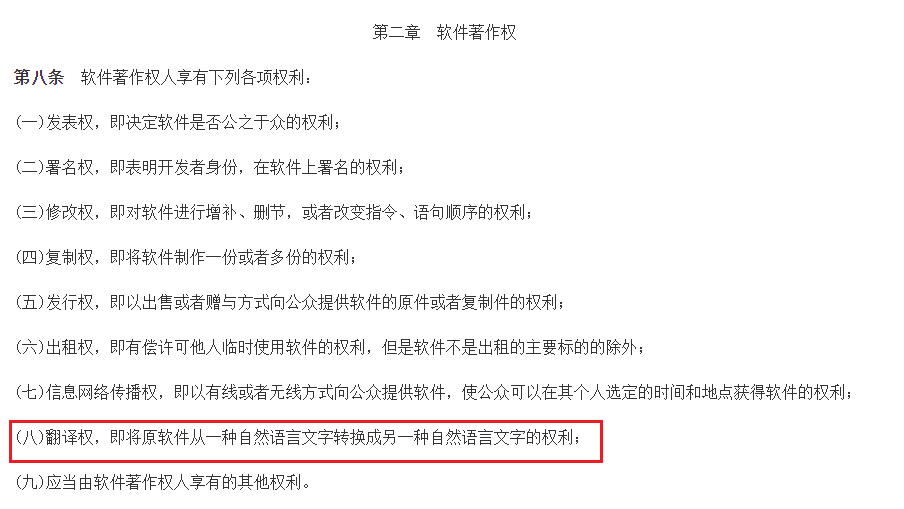 第二章　软件著作权
第八条　软件著作权人享有下列各项权利：
(一)发表权，即决定软件是否公之于众的权利；
(二)署名权，即表明开发者身份，在软件上署名的权利；
(三)修改权，即对软件进行增补、删节，或者改变指令、语句顺序的权利；
(四)复制权，即将软件制作一份或者多份的权利；
(五)发行权，即以出售或者赠与方式向公众提供软件的原件或者复制件的权利；
(六)出租权，即有偿许可他人临时使用软件的权利，但是软件不是出租的主要标的的除外；
(七)信息网络传播权，即以有线或者无线方式向公众提供软件，使公众可以在其个人选定的时间和地点获得软件的权利；
(八)翻译权，即将原软件从一种自然语言文字转换成另一种自然语言文字的权利；
(九)应当由软件著作权人享有的其他权利。